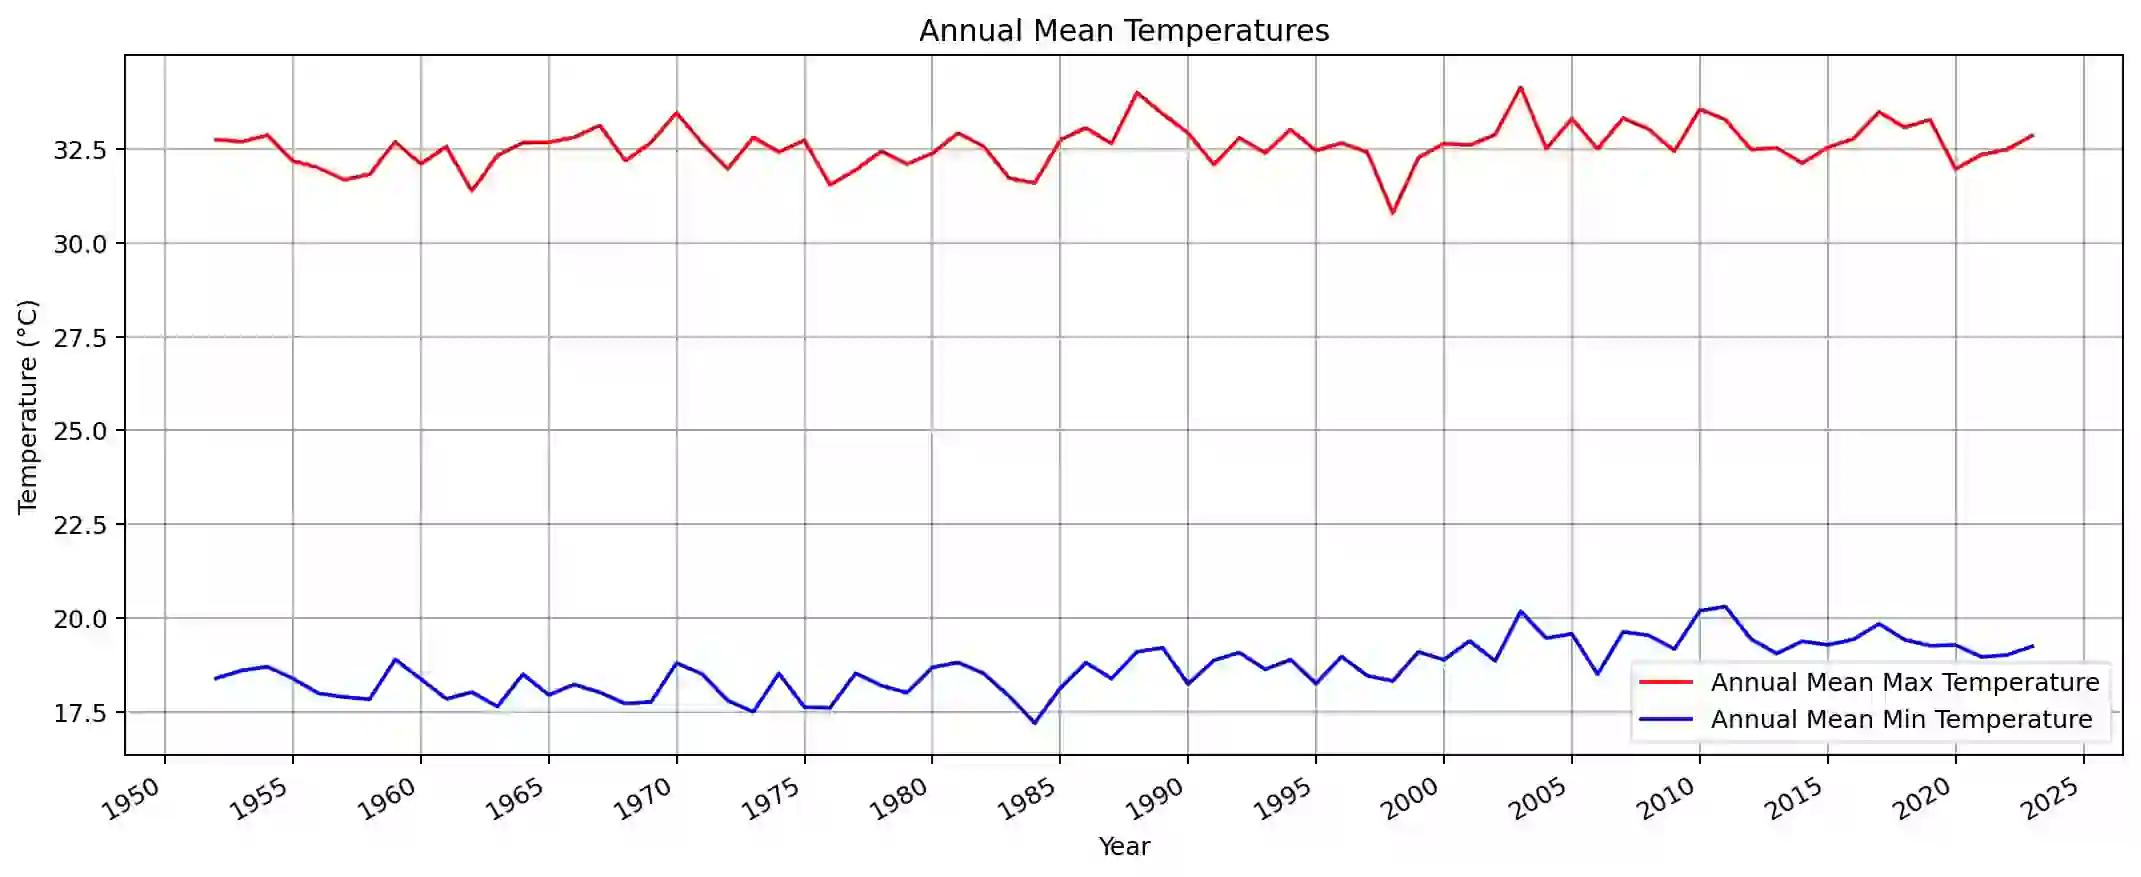 Annual Mean Temperatures
Temperature (°C)
32.5
30.0
27.5
25.0
22.5
20.0
17.5
Annual Mean Max Temperature
Annual Mean Min Temperature
1950 1955 1960 1965 1970 1975 1980 1985 1990 1995 2000 2005 2010 2015 2020 2025
Year